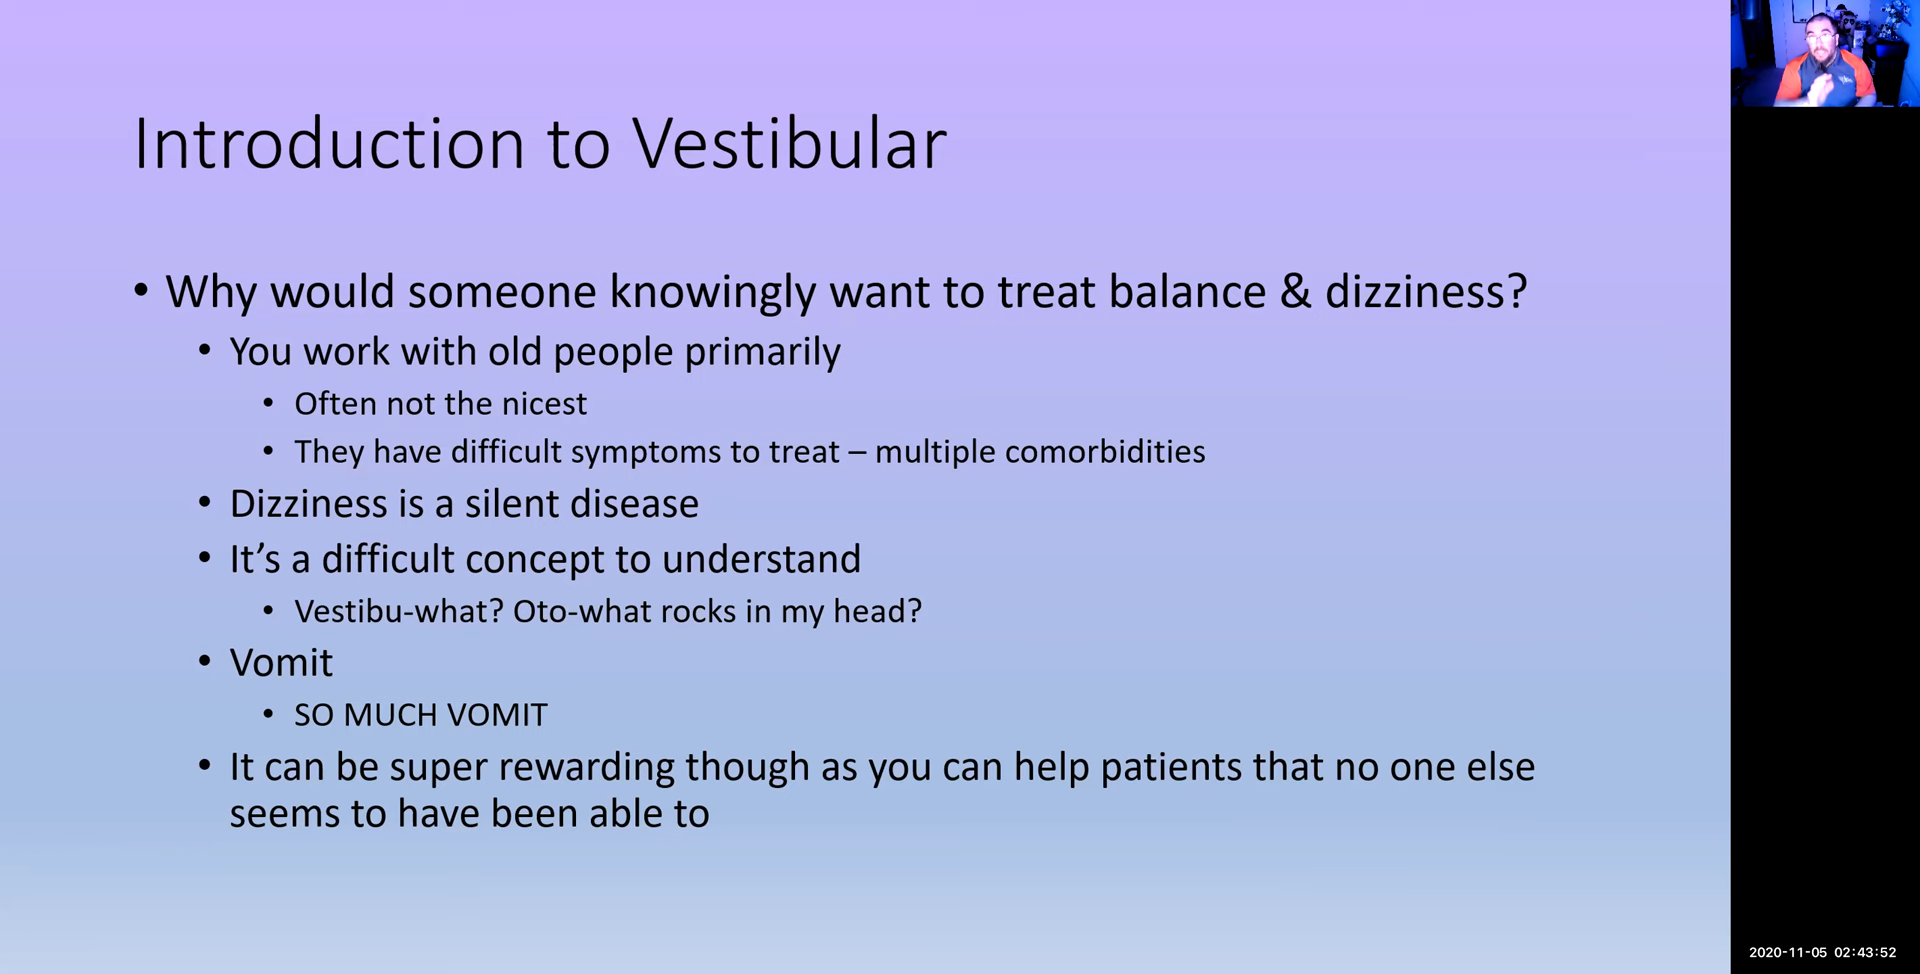 Introduction to Vestibular
• Why would someone knowingly want to treat balance & dizziness?
• You work with old people primarily
• Often not the nicest
• They have difficult symptoms to treat – multiple comorbidities
• Dizziness is a silent disease
• It’s a difficult concept to understand
• Vestibu-what? Oto-what rocks in my head?
• Vomit
• SO MUCH VOMIT
• It can be super rewarding though as you can help patients that no one else
seems to have been able to
2020-11-05 02:43:52